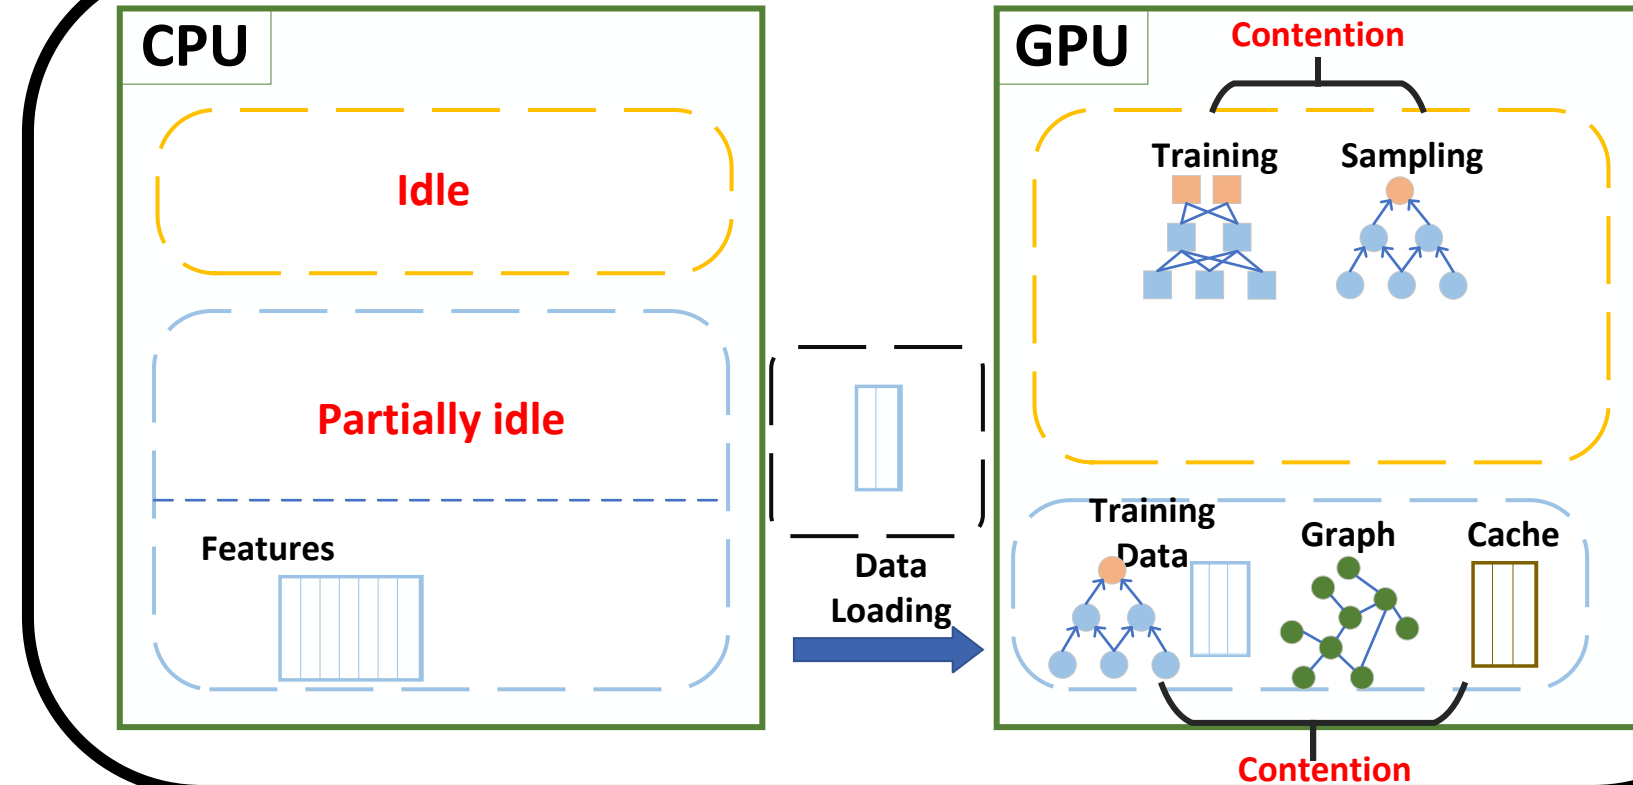 CPU
Idle
Partially idle
Features
Data
Loading
GPU
Contention
Training
Sampling
Training
Data
Graph
Cache
Contention